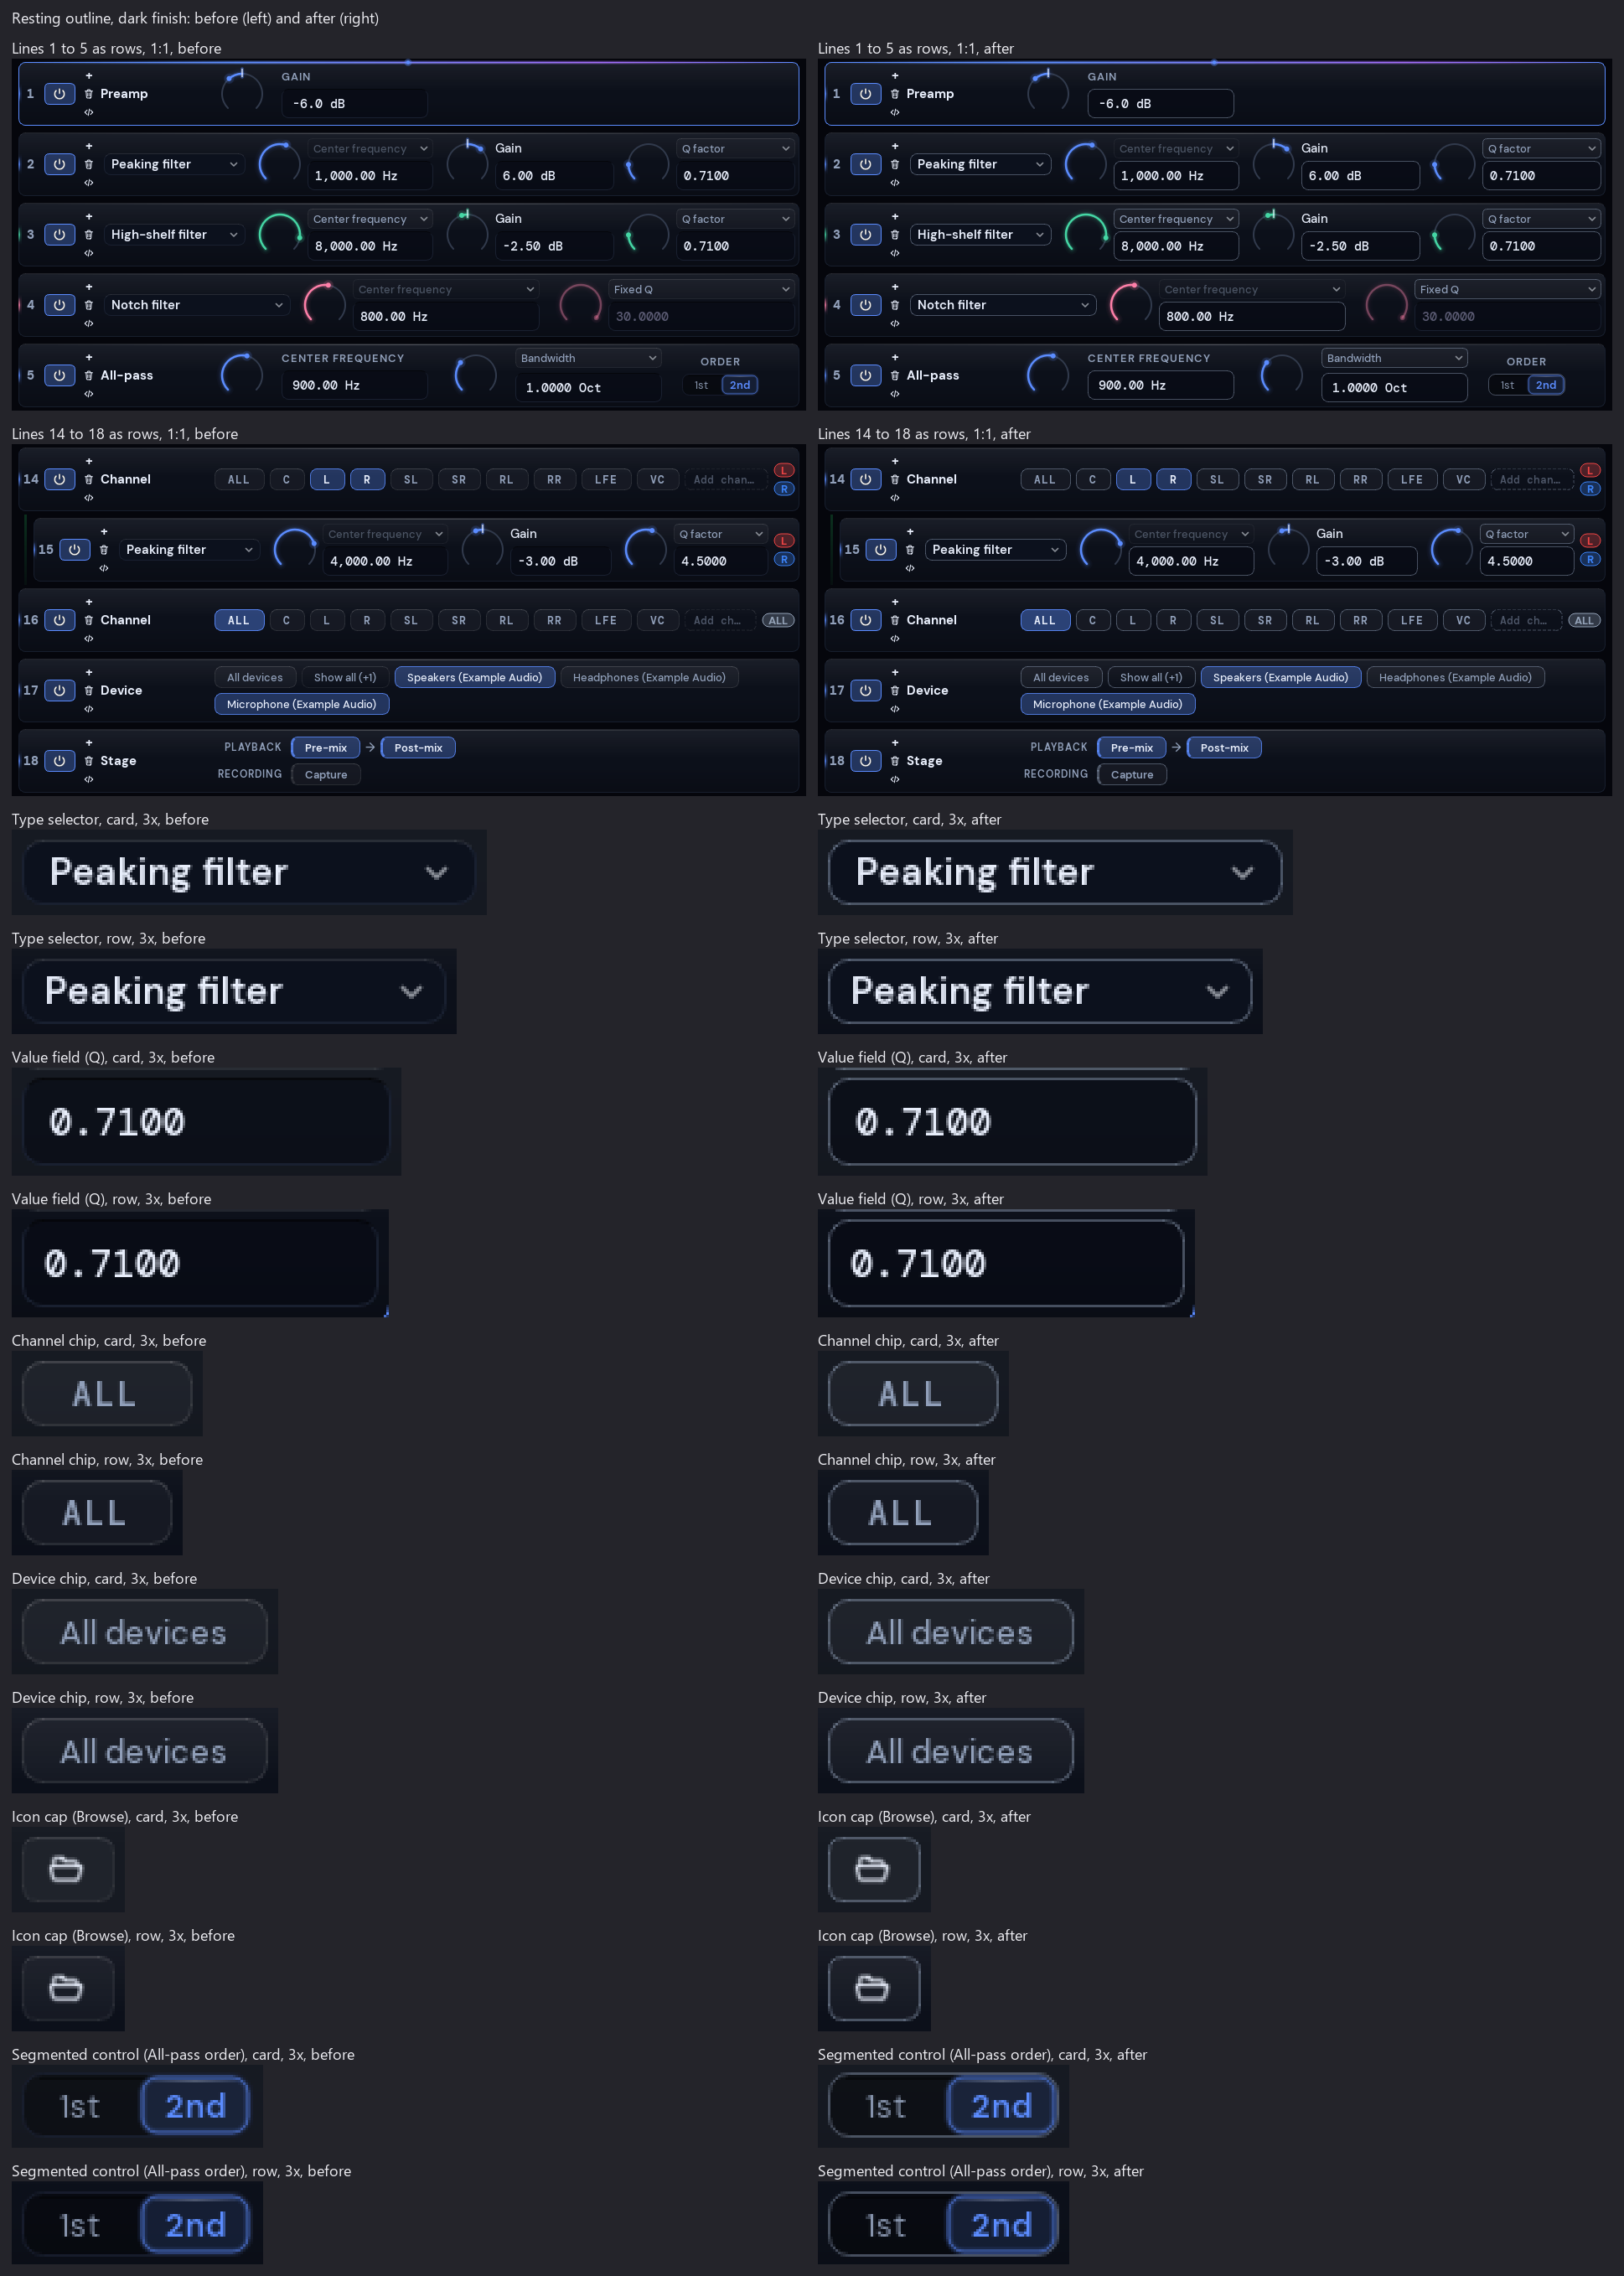 Resting outline, dark finish: before (left) and after (right)
Lines 1 to 5 as rows, 1:1, before
1 Preamp GAIN -6.0 dB
2 Peaking filter Center frequency 1,000.00 Hz Gain 6.00 dB Q factor 0.7100
3 High-shelf filter Center frequency 8,000.00 Hz Gain -2.50 dB Q factor 0.7100
4 Notch filter Center frequency 800.00 Hz Fixed Q 30.0000
5 All-pass CENTER FREQUENCY 900.00 Hz Bandwidth 1.0000 Oct ORDER 1st 2nd
Lines 1 to 5 as rows, 1:1, after
1 Preamp GAIN -6.0 dB
2 Peaking filter Center frequency 1,000.00 Hz Gain 6.00 dB Q factor 0.7100
3 High-shelf filter Center frequency 8,000.00 Hz Gain -2.50 dB Q factor 0.7100
4 Notch filter Center frequency 800.00 Hz Fixed Q 30.0000
5 All-pass CENTER FREQUENCY 900.00 Hz Bandwidth 1.0000 Oct ORDER 1st 2nd
Lines 14 to 18 as rows, 1:1, before
14 Channel ALL C L R SL SR RL RR LFE VC Add chan... L R
15 Peaking filter Center frequency 4,000.00 Hz Gain -3.00 dB Q factor 4.5000 L R
16 Channel ALL C L R SL SR RL RR LFE VC Add ch... ALL
17 Device All devices Show all (+1) Speakers (Example Audio) Headphones (Example Audio)
Microphone (Example Audio)
18 Stage PLAYBACK Pre-mix → Post-mix
RECORDING Capture
Lines 14 to 18 as rows, 1:1, after
14 Channel ALL C L R SL SR RL RR LFE VC Add chan... L R
15 Peaking filter Center frequency 4,000.00 Hz Gain -3.00 dB Q factor 4.5000 L R
16 Channel ALL C L R SL SR RL RR LFE VC Add ch... ALL
17 Device All devices Show all (+1) Speakers (Example Audio) Headphones (Example Audio)
Microphone (Example Audio)
18 Stage PLAYBACK Pre-mix → Post-mix
RECORDING Capture
Type selector, card, 3x, before
Peaking filter
Type selector, card, 3x, after
Peaking filter
Type selector, row, 3x, before
Peaking filter
Type selector, row, 3x, after
Peaking filter
Value field (Q), card, 3x, before
0.7100
Value field (Q), card, 3x, after
0.7100
Value field (Q), row, 3x, before
0.7100
Value field (Q), row, 3x, after
0.7100
Channel chip, card, 3x, before
ALL
Channel chip, card, 3x, after
ALL
Channel chip, row, 3x, before
ALL
Channel chip, row, 3x, after
ALL
Device chip, card, 3x, before
All devices
Device chip, card, 3x, after
All devices
Device chip, row, 3x, before
All devices
Device chip, row, 3x, after
All devices
Icon cap (Browse), card, 3x, before
Icon cap (Browse), card, 3x, after
Icon cap (Browse), row, 3x, before
Icon cap (Browse), row, 3x, after
Segmented control (All-pass order), card, 3x, before
1st 2nd
Segmented control (All-pass order), card, 3x, after
1st 2nd
Segmented control (All-pass order), row, 3x, before
1st 2nd
Segmented control (All-pass order), row, 3x, after
1st 2nd